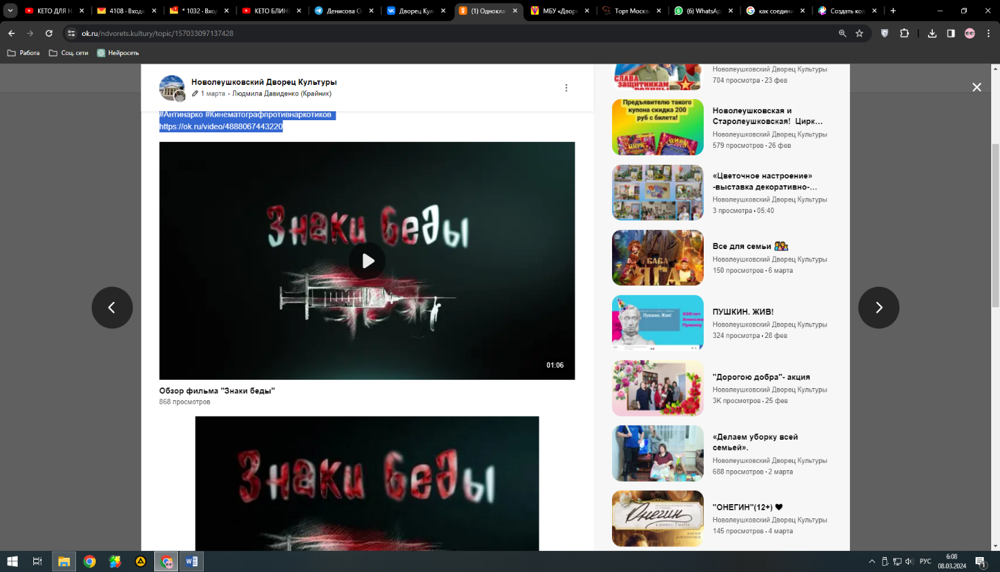 КЕТО ДЛЯ Н
4108 · Входя
* 1032 · Вход
КЕТО БЛИН
Денисова О
Дворец Кул
(1) Однокла
МБУ «Дворе
Торт Москва
(6) WhatsAp
как соедини
Создать кол
ok.ru/ndvorets.kultury/topic/157033097137428
Работа
Соц. сети
Нейросеть
Новолеушковский Дворец Культуры
1 марта · Людмила Давиденко (Крайник)
#Антинарко #Кинематографпротивнаркотиков
https://ok.ru/video/4888067443220
Знаки беды
01:06
Обзор фильма "Знаки беды"
868 просмотров
Знаки беды
СЛАВА
ЗАЩИТНИКАМ
РОДИНЫ
Новолеушковский Дворец Культуры
704 просмотра · 23 фев
Предъявителю такого
купона скидка 200
руб с билета!
ЦИРК
Новолеушковская и
Старолеушковская! Цирк...
Новолеушковский Дворец Культуры
579 просмотров · 26 фев
«Цветочное настроение»
-выставка декоративно-...
Новолеушковский Дворец Культуры
3 просмотра · 05:40
БАБА
ЯГА
Все для семьи
Новолеушковский Дворец Культуры
150 просмотров · 6 марта
Пушкин. Жив!
ПУШКИН. ЖИВ!
Новолеушковский Дворец Культуры
324 просмотра · 28 фев
"Дорогою добра"- акция
Новолеушковский Дворец Культуры
3K просмотров · 25 фев
«Делаем уборку всей
семьей».
Новолеушковский Дворец Культуры
688 просмотров · 2 марта
Онегин
В КИНО С 7 МАРТА
"ОНЕГИН"(12+)
Новолеушковский Дворец Культуры
145 просмотров · 4 марта
РУС
6:08
08.03.2024
1